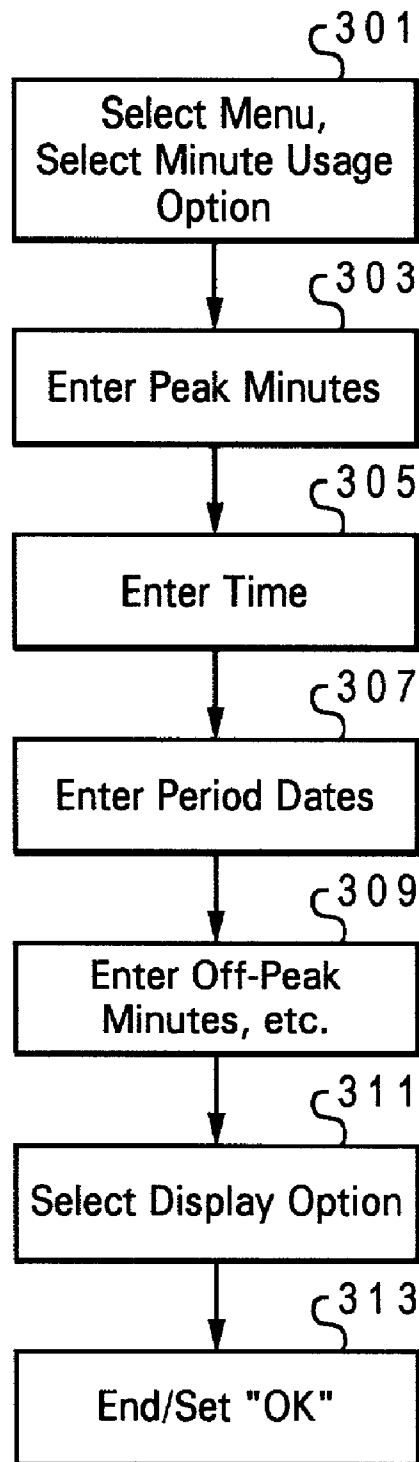 301
Select Menu,
Select Minute Usage
Option
303
Enter Peak Minutes
305
Enter Time
307
Enter Period Dates
309
Enter Off-Peak
Minutes, etc.
311
Select Display Option
313
End/Set "OK"